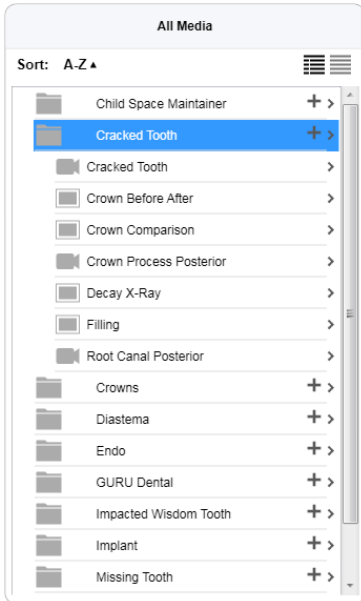 All Media
Sort: A-Z
Child Space Maintainer
Cracked Tooth
Cracked Tooth
Crown Before After
Crown Comparison
Crown Process Posterior
Decay X-Ray
Filling
Root Canal Posterior
Crowns
Diastema
Endo
GURU Dental
Impacted Wisdom Tooth
Implant
Missing Tooth